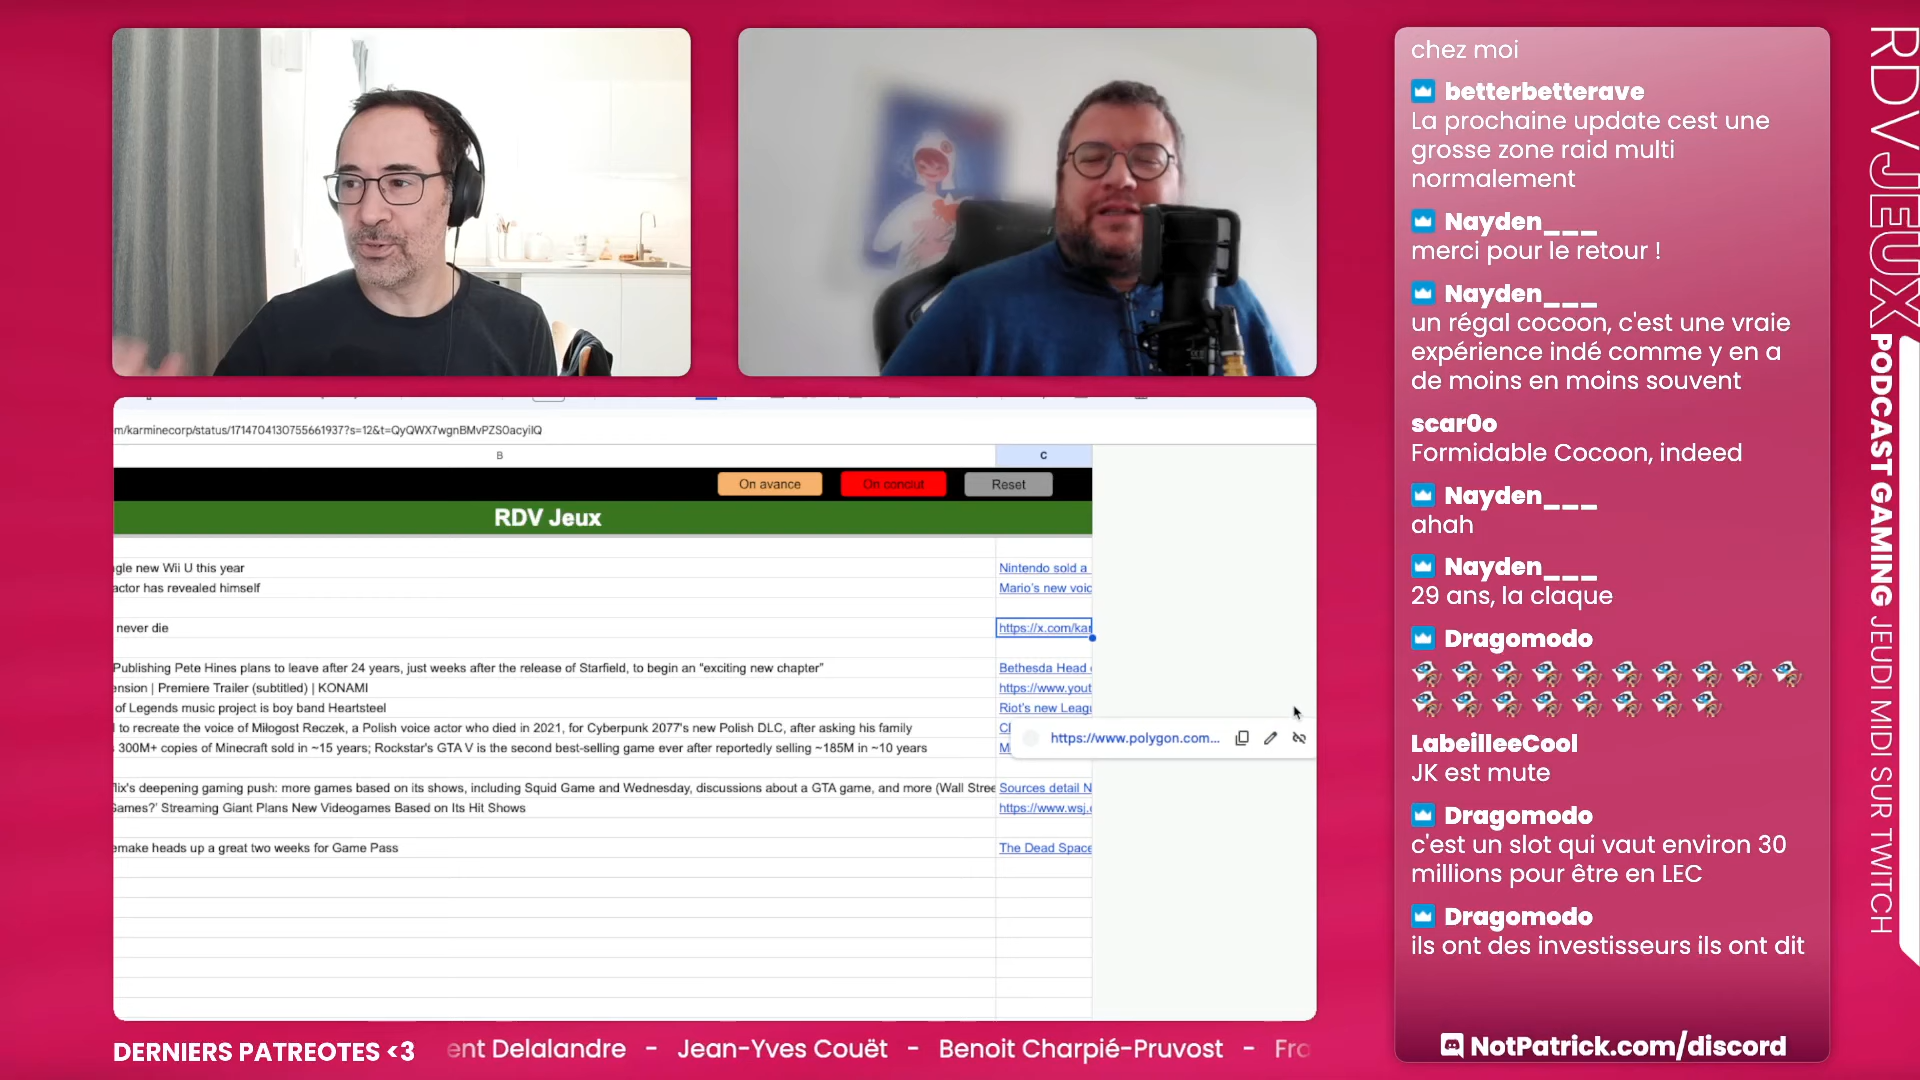 m/karminecorp/status/1714704130755661937?s=12&t=QyQWX7wgnBMvPZS0acyilQ
B
C
On avance
On conclut
Reset
RDV Jeux
new Wii U this year
Nintendo sold a
actor has revealed himself
Mario's new
never die
https://x.com/kar
Publishing Pete Hines plans to leave after 24 years, just weeks after the release of Starfield, to begin an "exciting new chapter"
Bethesda Head
| Premiere Trailer (subtitled) | KONAMI
https://www.yout
of Legends music project is boy band Heartsteel
Riot's new
to recreate the voice of Miłogost Reczek, a Polish voice actor who died in 2021, for Cyberpunk 2077's new Polish DLC, after asking his family
https://www.polygon.com...
300M+ copies of Minecraft sold in ~15 years; Rockstar's GTA V is the second best-selling game ever after reportedly selling ~185M in ~10 years
deepening gaming push: more games based on its shows, including Squid Game and Wednesday, discussions about a GTA game, and more (Wall
Sources detail
Streaming Giant Plans New Videogames Based on Its Hit Shows
https://www.wsj.
heads up a great two weeks for Game Pass
The Dead Space
DERNIERS PATREOTES <3
Delalandre - Jean-Yves Couët - Benoit Charpié-Pruvost -
chez moi
betterbetterave
La prochaine update cest une
grosse zone raid multi
normalement
Nayden___
merci pour le retour !
Nayden___
un régal cocoon, c'est une vraie
expérience indé comme y en a
de moins en moins souvent
scar0o
Formidable Cocoon, indeed
Nayden___
ahah
Nayden___
29 ans, la claque
Dragomodo
LabeilleeCool
JK est mute
Dragomodo
c'est un slot qui vaut environ 30
millions pour être en LEC
Dragomodo
ils ont des investisseurs ils ont dit
NotPatrick.com/discord
RDV JEUX PODCAST GAMING JEUDI MIDI SUR TWITCH